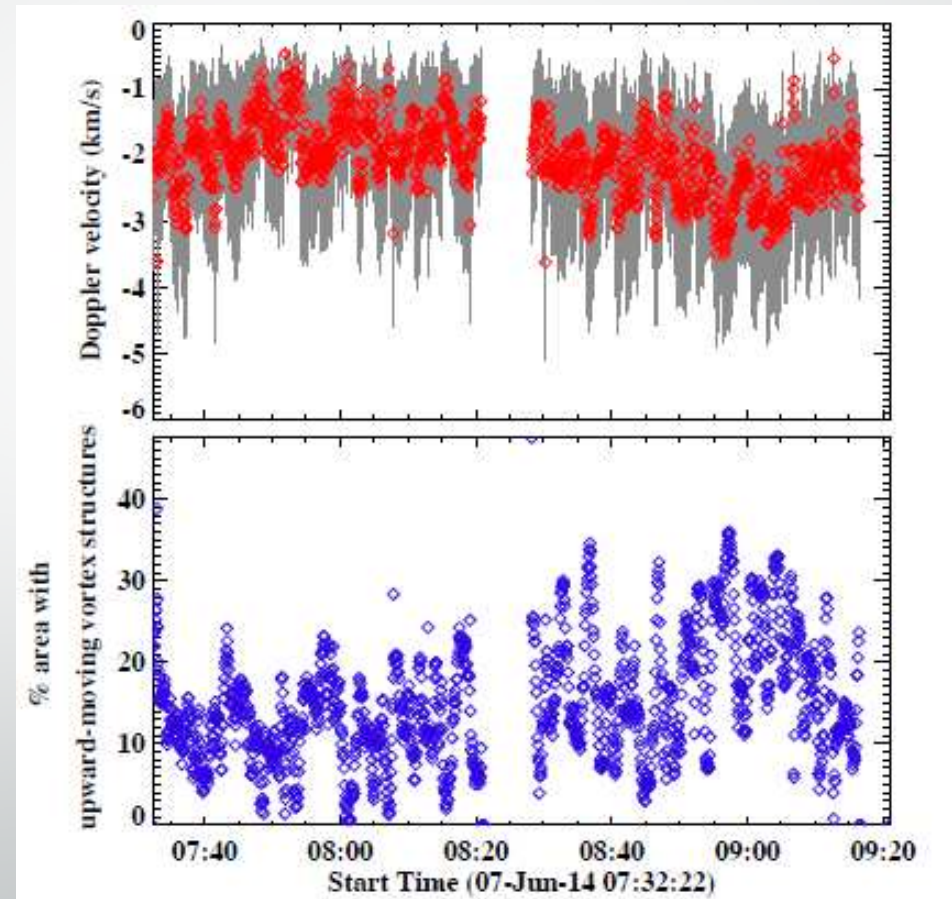 0
-1
-2
-3
-4
-5
-6
Doppler velocity (km/s)
40
30
20
10
0
% area with
upward-moving vortex structures
07:40 08:00 08:20 08:40 09:00 09:20
Start Time (07-Jun-14 07:32:22)